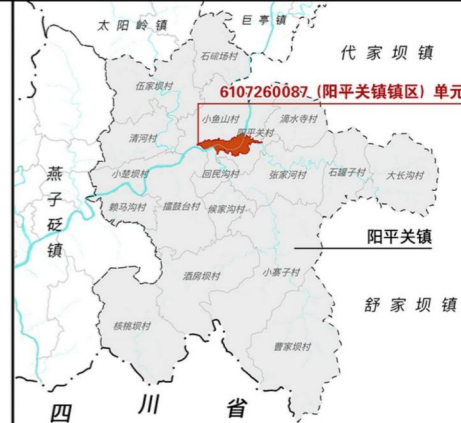 太阳岭镇
巨亭镇
石硙场村
代家坝镇
伍家坝村
6107260087（阳平关镇镇区）单元
小鱼山村
滴水寺村
阳平关村
清河村
燕子砭镇
小楚坝村
回民沟村
张家河村
石罐子村
大长沟村
赖马沟村
擂鼓台村
侯家沟村
阳平关镇
酒房坝村
小寨子村
舒家坝镇
核桃坝村
曹家坝村
四川省